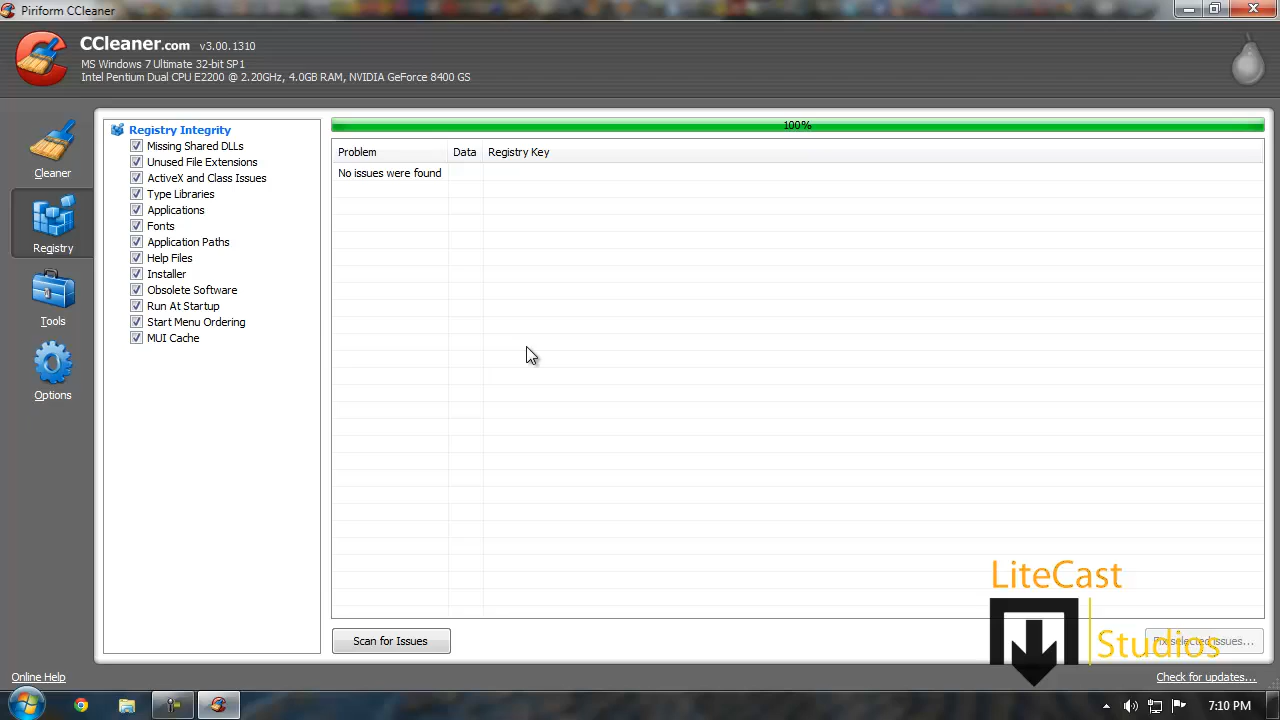 Piriform CCleaner
CCleaner.com v3.00.1310
MS Windows 7 Ultimate 32-bit SP1
Intel Pentium Dual CPU E2200 @ 2.20GHz, 4.0GB RAM, NVIDIA GeForce 8400 GS
Cleaner
Registry
Tools
Options
Registry Integrity
Missing Shared DLLs
Unused File Extensions
ActiveX and Class Issues
Type Libraries
Applications
Fonts
Application Paths
Help Files
Installer
Obsolete Software
Run At Startup
Start Menu Ordering
MUI Cache
100%
Problem Data Registry Key
No issues were found
Scan for Issues
Fix selected issues...
LiteCast
Studios
Online Help
Check for updates...
7:10 PM